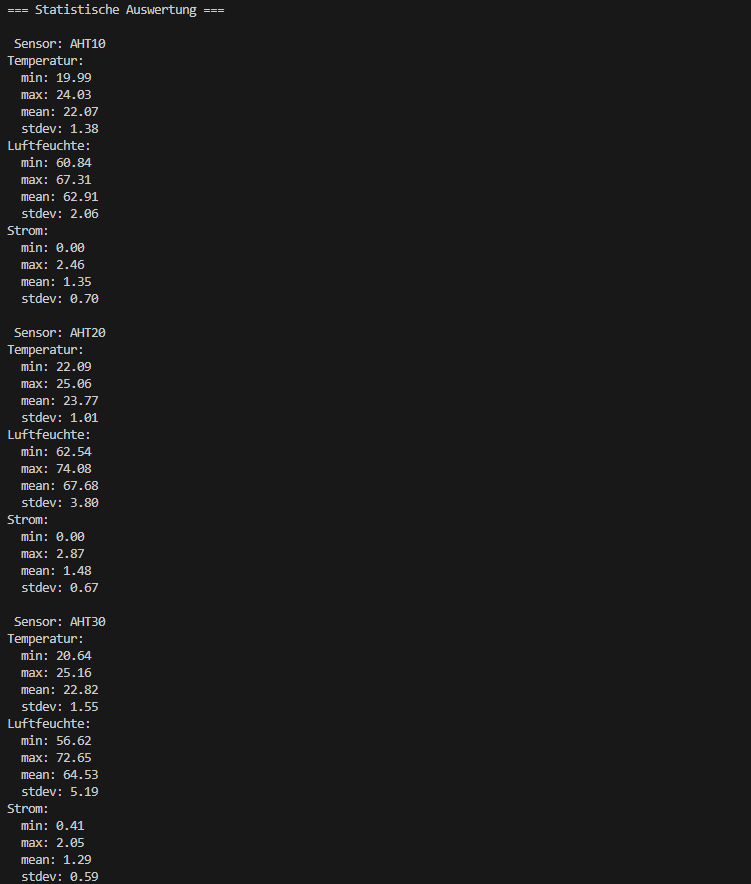 === Statistische Auswertung ===
Sensor: AHT10
Temperatur:
min: 19.99
max: 24.03
mean: 22.07
stdev: 1.38
Luftfeuchte:
min: 60.84
max: 67.31
mean: 62.91
stdev: 2.06
Strom:
min: 0.00
max: 2.46
mean: 1.35
stdev: 0.70
Sensor: AHT20
Temperatur:
min: 22.09
max: 25.06
mean: 23.77
stdev: 1.01
Luftfeuchte:
min: 62.54
max: 74.08
mean: 67.68
stdev: 3.80
Strom:
min: 0.00
max: 2.87
mean: 1.48
stdev: 0.67
Sensor: AHT30
Temperatur:
min: 20.64
max: 25.16
mean: 22.82
stdev: 1.55
Luftfeuchte:
min: 56.62
max: 72.65
mean: 64.53
stdev: 5.19
Strom:
min: 0.41
max: 2.05
mean: 1.29
stdev: 0.59